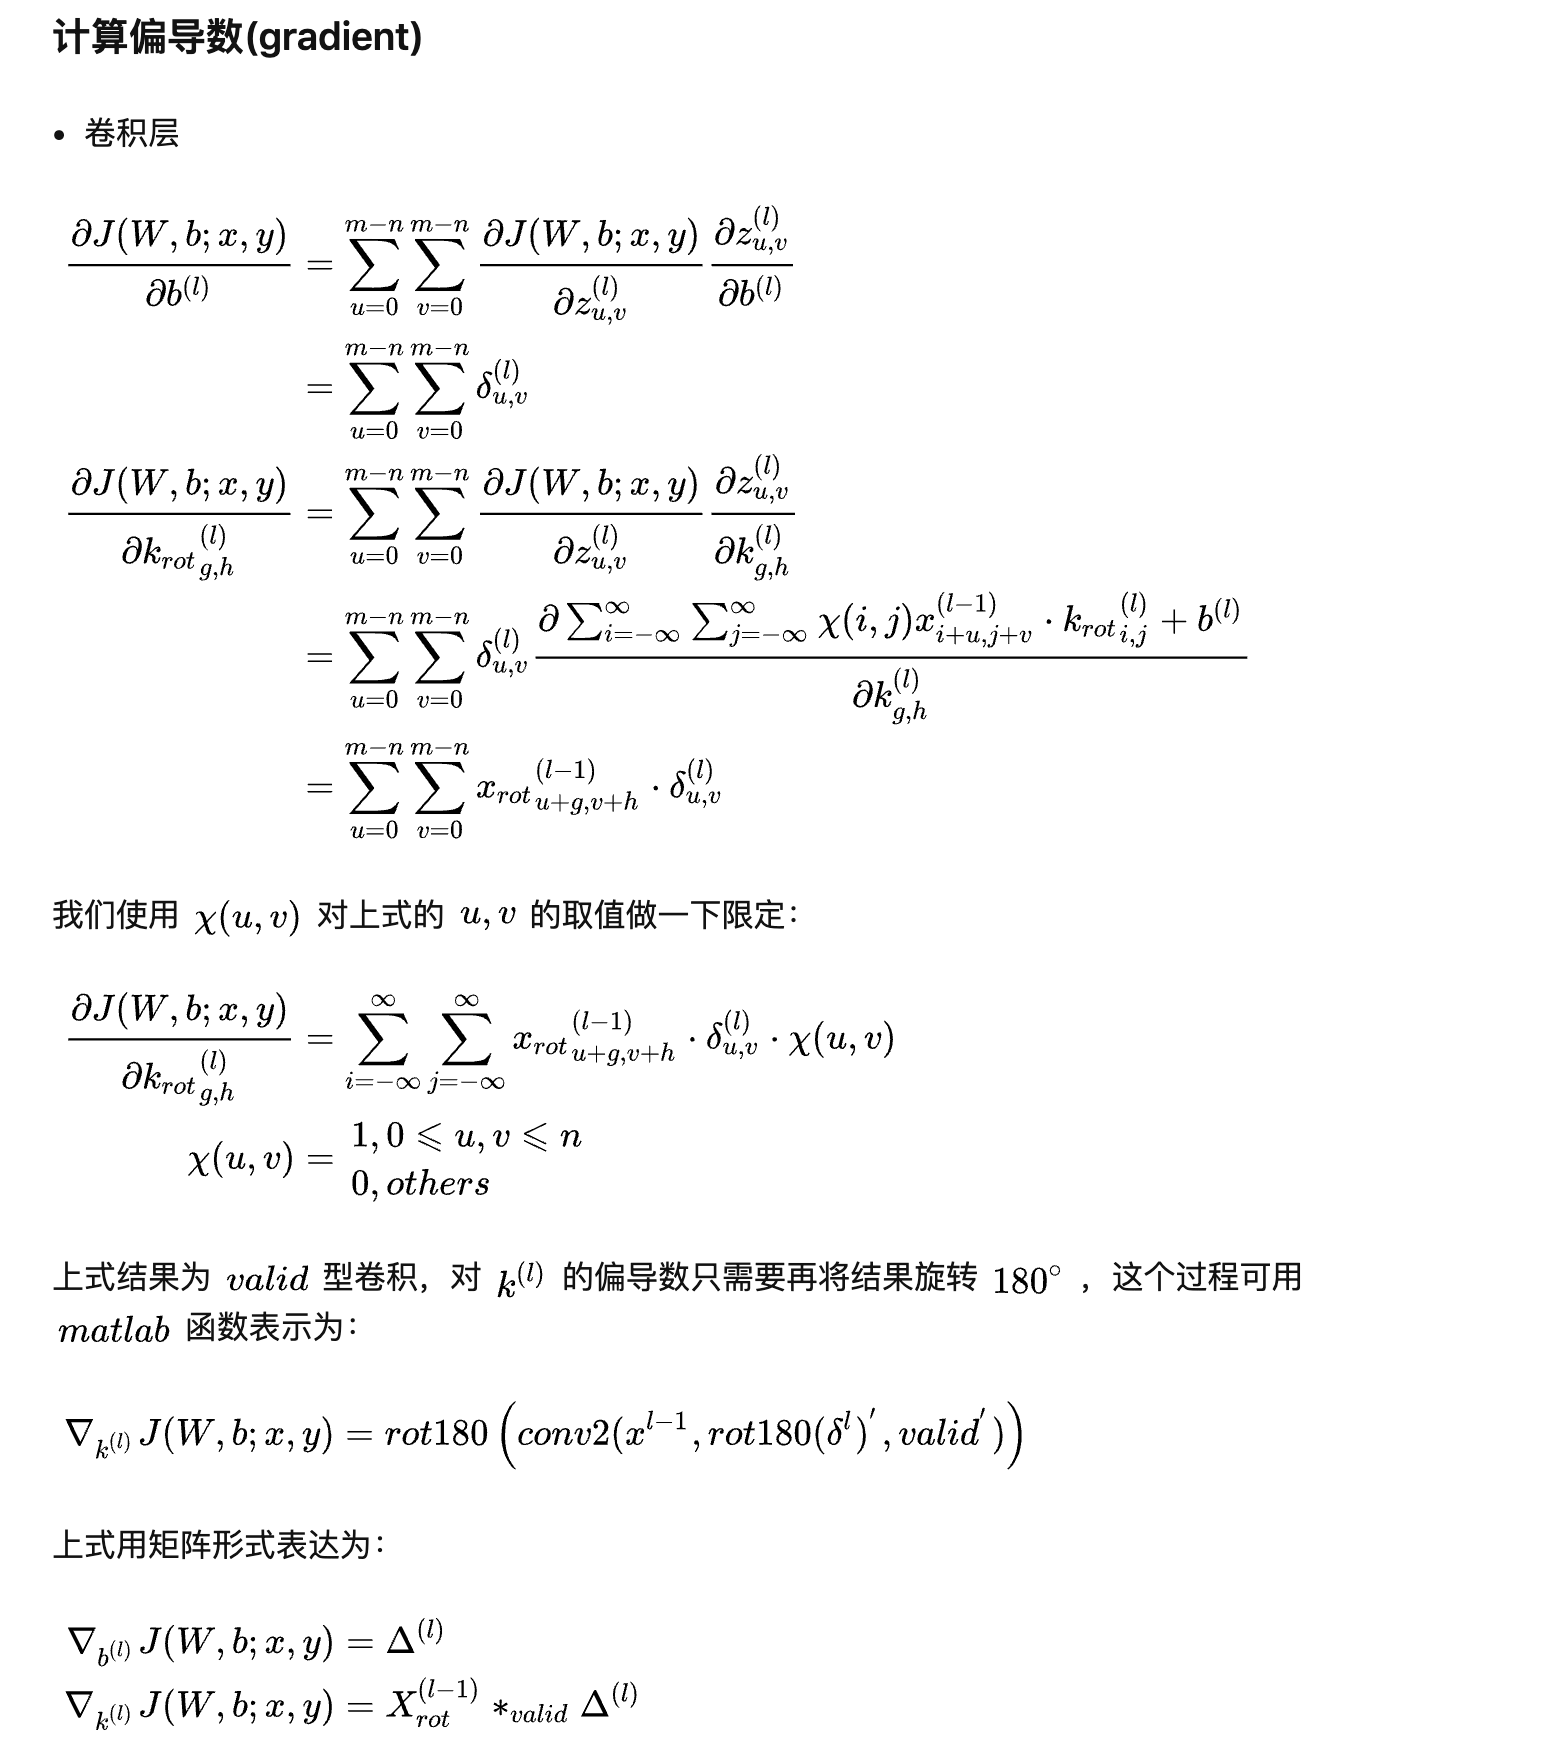 计算偏导数(gradient)
• 卷积层
$\frac{\partial J(W,b;x,y)}{\partial b^{(l)}} = \sum_{u=0}^{m-n}\sum_{v=0}^{m-n} \frac{\partial J(W,b;x,y)}{\partial z_{u,v}^{(l)}} \frac{\partial z_{u,v}^{(l)}}{\partial b^{(l)}}$
$= \sum_{u=0}^{m-n}\sum_{v=0}^{m-n} \delta_{u,v}^{(l)}$
$\frac{\partial J(W,b;x,y)}{\partial {k_{rot}}_{g,h}^{(l)}} = \sum_{u=0}^{m-n}\sum_{v=0}^{m-n} \frac{\partial J(W,b;x,y)}{\partial z_{u,v}^{(l)}} \frac{\partial z_{u,v}^{(l)}}{\partial k_{g,h}^{(l)}}$
$= \sum_{u=0}^{m-n}\sum_{v=0}^{m-n} \delta_{u,v}^{(l)} \frac{\partial \sum_{i=-\infty}^{\infty} \sum_{j=-\infty}^{\infty} \chi(i,j) x_{i+u,j+v}^{(l-1)} \cdot {k_{rot}}_{i,j}^{(l)} + b^{(l)}}{\partial k_{g,h}^{(l)}}$
$= \sum_{u=0}^{m-n}\sum_{v=0}^{m-n} {x_{rot}}_{u+g,v+h}^{(l-1)} \cdot \delta_{u,v}^{(l)}$
我们使用 $\chi(u,v)$ 对上式的 $u,v$ 的取值做一下限定：
$\frac{\partial J(W,b;x,y)}{\partial {k_{rot}}_{g,h}^{(l)}} = \sum_{i=-\infty}^{\infty}\sum_{j=-\infty}^{\infty} {x_{rot}}_{u+g,v+h}^{(l-1)} \cdot \delta_{u,v}^{(l)} \cdot \chi(u,v)$
$\chi(u,v) = \begin{matrix} 1, 0 \leqslant u,v \leqslant n \\ 0, others \end{matrix}$
上式结果为 $valid$ 型卷积，对 $k^{(l)}$ 的偏导数只需要再将结果旋转 $180^{\circ}$ ，这个过程可用
$matlab$ 函数表示为：
$\nabla_{k^{(l)}} J(W,b;x,y) = rot180\left(conv2(x^{l-1}, rot180(\delta^{l})^{'}, valid^{'})\right)$
上式用矩阵形式表达为：
$\nabla_{b^{(l)}} J(W,b;x,y) = \Delta^{(l)}$
$\nabla_{k^{(l)}} J(W,b;x,y) = X_{rot}^{(l-1)} *_{valid} \Delta^{(l)}$